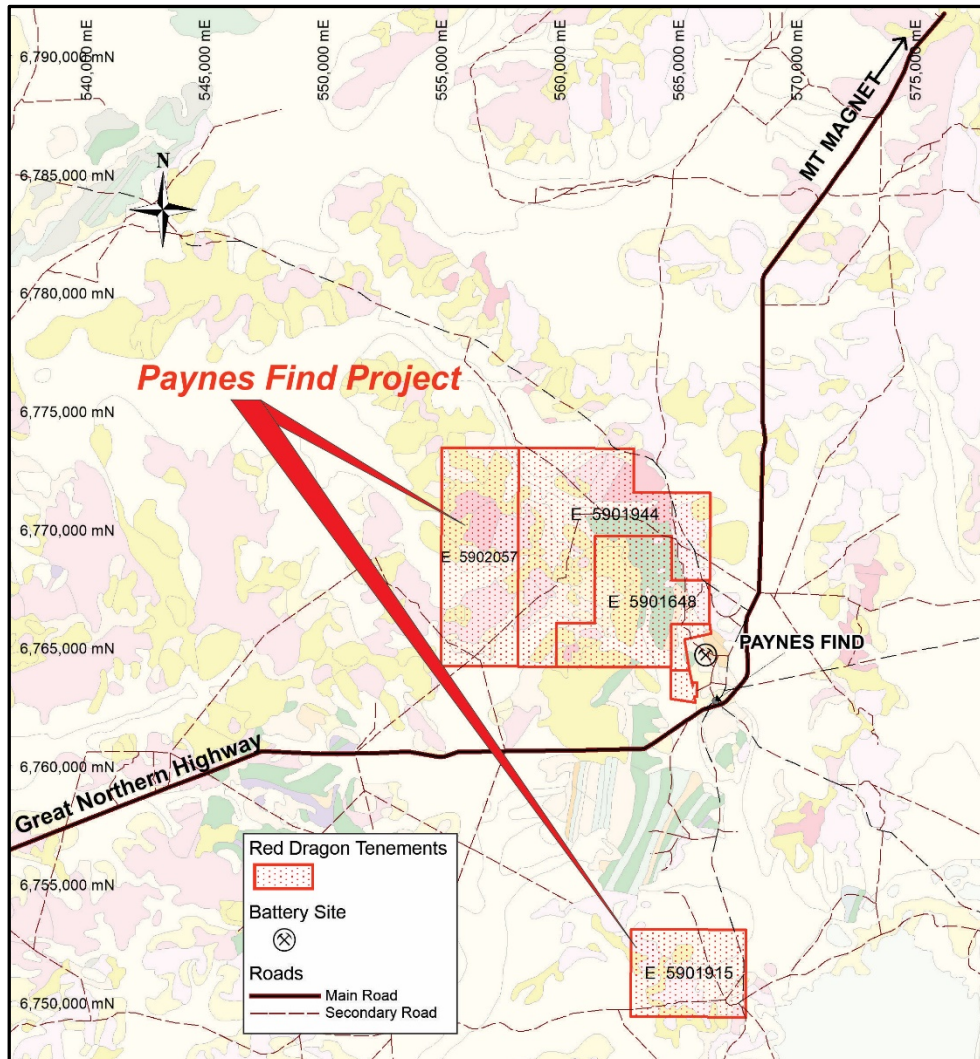 540,000 mE
545,000 mE
550,000 mE
555,000 mE
560,000 mE
565,000 mE
570,000 mE
575,000 mE
6,790,000 mN
MT MAGNET
N
6,785,000 mN
6,780,000 mN
Paynes Find Project
6,775,000 mN
6,770,000 mN
E 5901944
E 5902057
E 5901648
6,765,000 mN
PAYNES FIND
6,760,000 mN
Great Northern Highway
Red Dragon Tenements
Battery Site
Roads
Main Road
Secondary Road
6,755,000 mN
E 5901915
6,750,000 mN